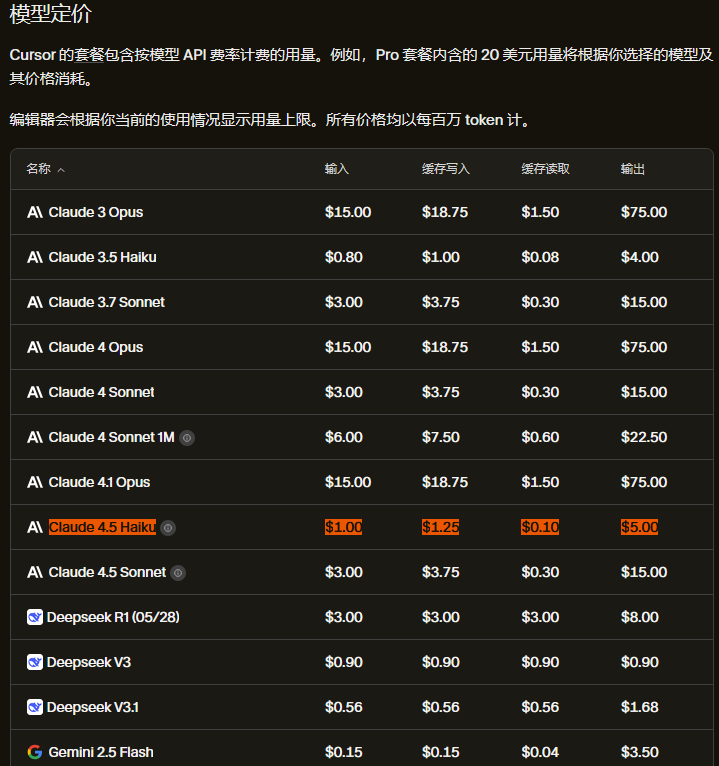 模型定价
Cursor 的套餐包含按模型 API 费率计费的用量。例如，Pro 套餐内含的 20 美元用量将根据你选择的模型及
其价格消耗。
编辑器会根据你当前的使用情况显示用量上限。所有价格均以每百万 token 计。
名称 输入 缓存写入 缓存读取 输出
Claude 3 Opus $15.00 $18.75 $1.50 $75.00
Claude 3.5 Haiku $0.80 $1.00 $0.08 $4.00
Claude 3.7 Sonnet $3.00 $3.75 $0.30 $15.00
Claude 4 Opus $15.00 $18.75 $1.50 $75.00
Claude 4 Sonnet $3.00 $3.75 $0.30 $15.00
Claude 4 Sonnet 1M $6.00 $7.50 $0.60 $22.50
Claude 4.1 Opus $15.00 $18.75 $1.50 $75.00
Claude 4.5 Haiku $1.00 $1.25 $0.10 $5.00
Claude 4.5 Sonnet $3.00 $3.75 $0.30 $15.00
Deepseek R1 (05/28) $3.00 $3.00 $3.00 $8.00
Deepseek V3 $0.90 $0.90 $0.90 $0.90
Deepseek V3.1 $0.56 $0.56 $0.56 $1.68
Gemini 2.5 Flash $0.15 $0.15 $0.04 $3.50